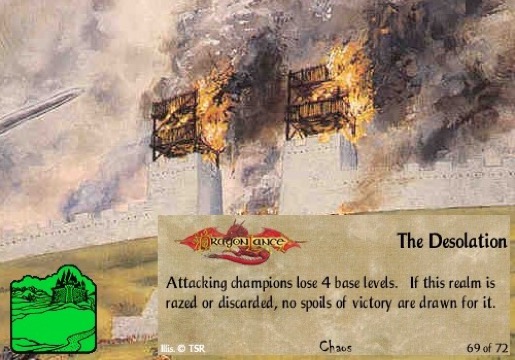 DragonLance
The Desolation
Attacking champions lose 4 base levels. If this realm is
razed or discarded, no spoils of victory are drawn for it.
Illus. © TSR
Chaos
69 of 72